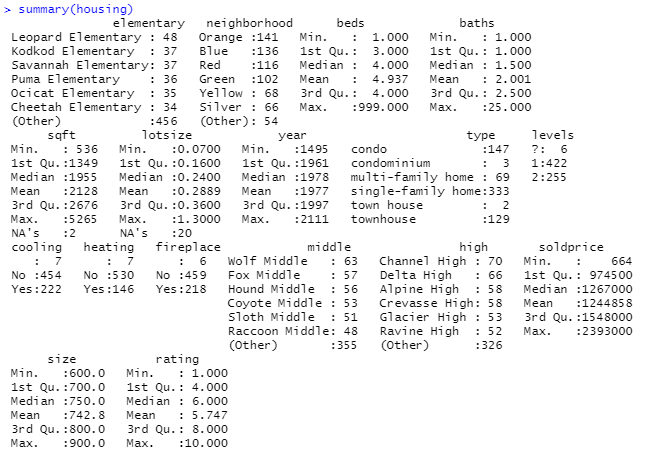 > summary(housing)
elementary neighborhood beds baths
Leopard Elementary : 48 Orange :141 Min. : 1.000 Min. : 1.000
Kodkod Elementary : 37 Blue :136 1st Qu.: 3.000 1st Qu.: 1.000
Savannah Elementary: 37 Red :116 Median : 4.000 Median : 1.500
Puma Elementary : 36 Green :102 Mean : 4.937 Mean : 2.001
Ocicat Elementary : 35 Yellow : 68 3rd Qu.: 4.000 3rd Qu.: 2.500
Cheetah Elementary : 34 Silver : 66 Max. :999.000 Max. :25.000
(Other) :456 (Other): 54
sqft lotsize year type levels
Min. : 536 Min. :0.0700 Min. :1495 condo :147 ?: 6
1st Qu.:1349 1st Qu.:0.1600 1st Qu.:1961 condominium : 3 1:422
Median :1955 Median :0.2400 Median :1978 multi-family home : 69 2:255
Mean :2128 Mean :0.2889 Mean :1977 single-family home:333
3rd Qu.:2676 3rd Qu.:0.3600 3rd Qu.:1997 town house : 2
Max. :5265 Max. :1.3000 Max. :2111 townhouse :129
NA's :2 NA's :20
cooling heating fireplace middle high soldprice
: 7 : 7 : 6 Wolf Middle : 63 Channel High : 70 Min. : 664
No :454 No :530 No :459 Fox Middle : 57 Delta High : 66 1st Qu.: 974500
Yes:222 Yes:146 Yes:218 Hound Middle : 56 Alpine High : 58 Median :1267000
Coyote Middle : 53 Crevasse High: 58 Mean :1244858
Sloth Middle : 51 Glacier High : 53 3rd Qu.:1548000
Raccoon Middle: 48 Ravine High : 52 Max. :2393000
(Other) :355 (Other) :326
size rating
Min. :600.0 Min. : 1.000
1st Qu.:700.0 1st Qu.: 4.000
Median :750.0 Median : 6.000
Mean :742.8 Mean : 5.747
3rd Qu.:800.0 3rd Qu.: 8.000
Max. :900.0 Max. :10.000